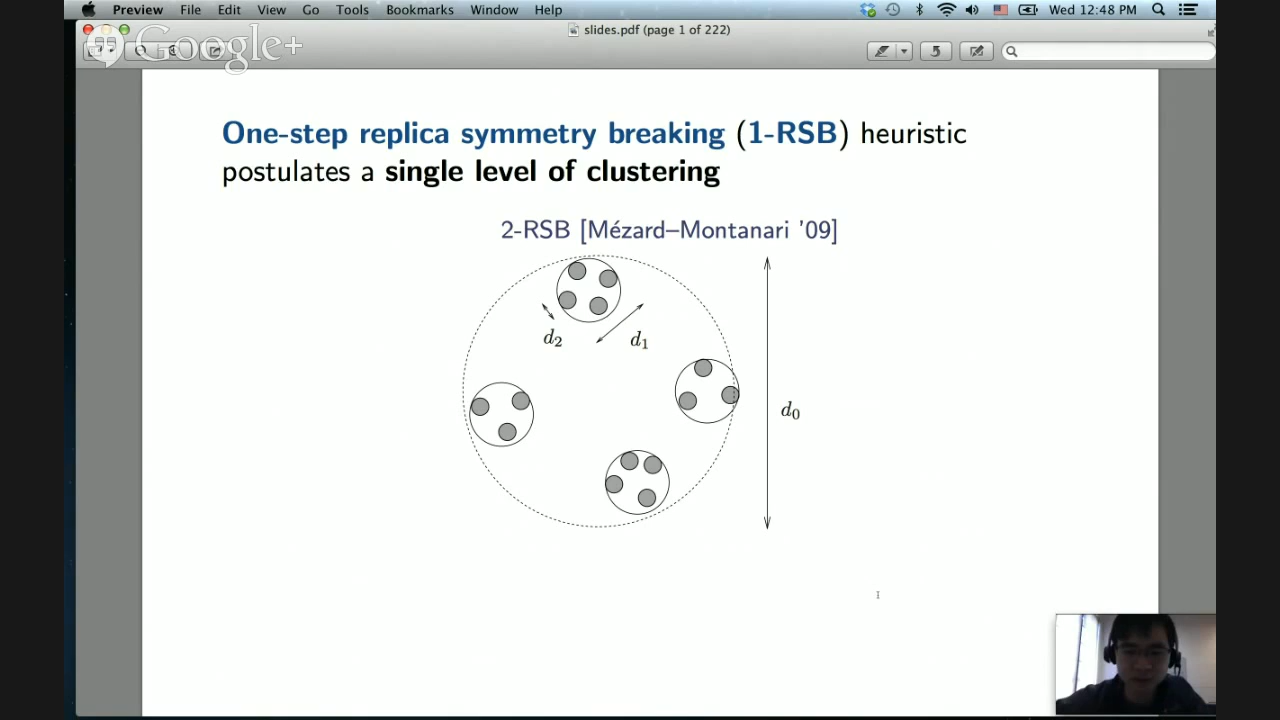 Preview File Edit View Go Tools Bookmarks Window Help Wed 12:48 PM
slides.pdf (page 1 of 222)
Google+
One-step replica symmetry breaking (1-RSB) heuristic
postulates a single level of clustering
2-RSB [Mézard–Montanari '09]
d2 d1
d0